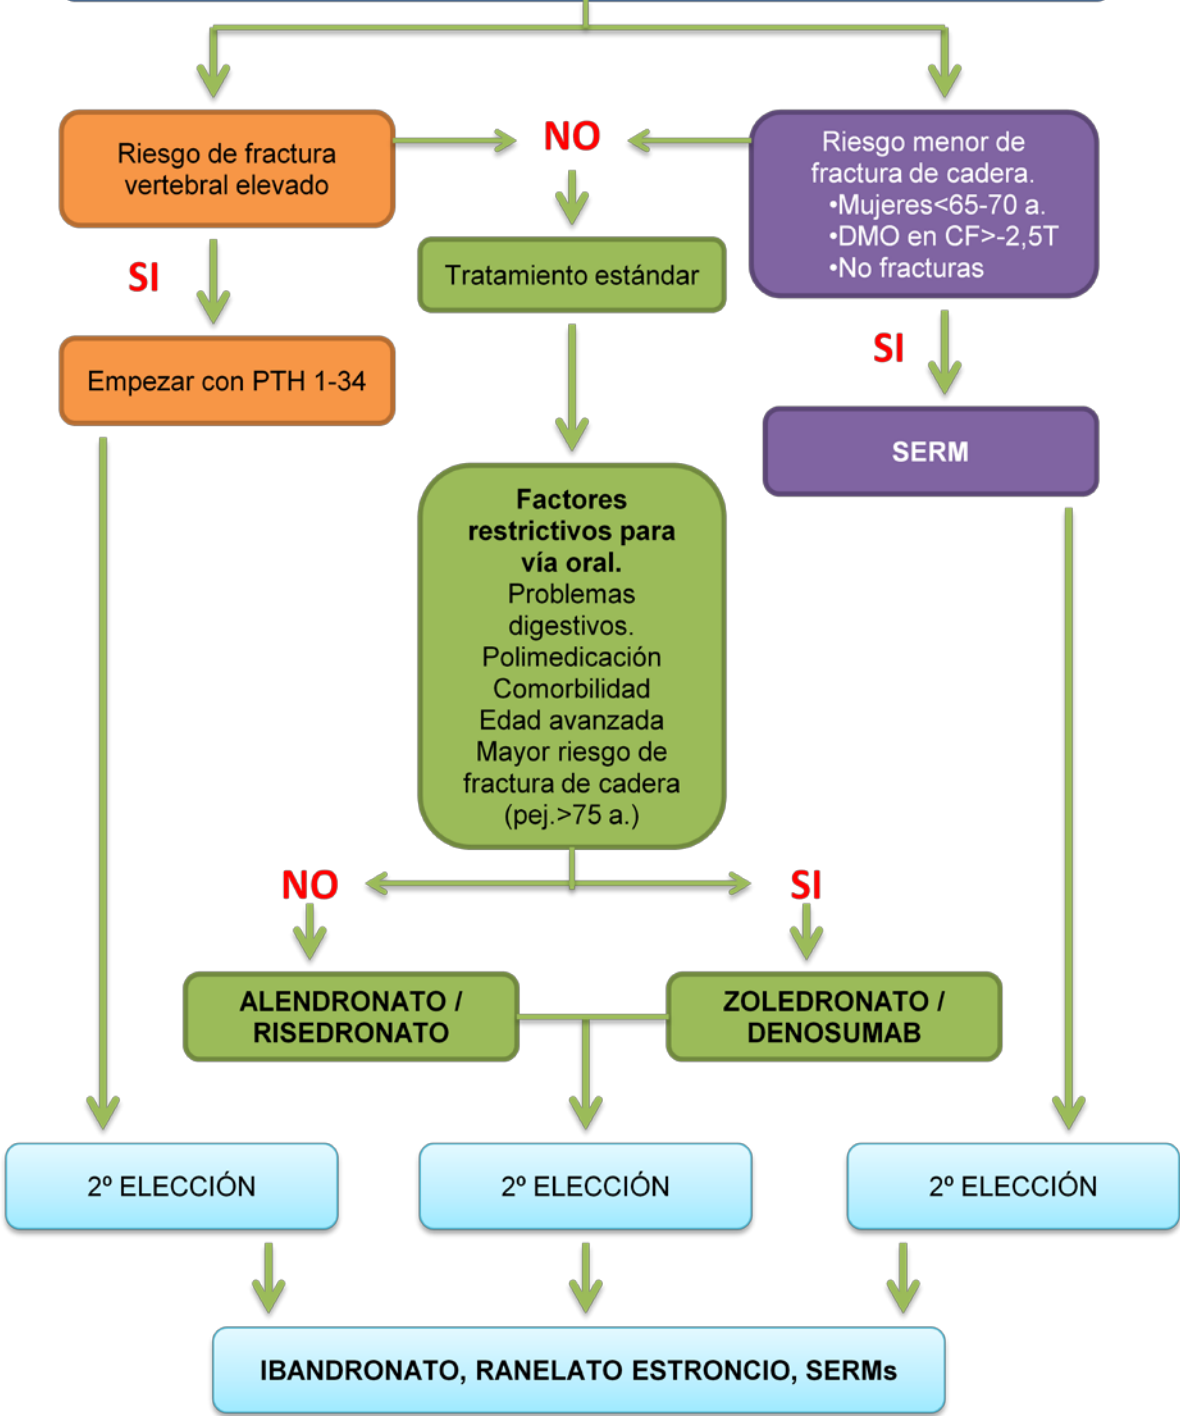 Riesgo de fractura
vertebral elevado
NO
Riesgo menor de
fractura de cadera.
•Mujeres<65-70 a.
•DMO en CF>-2,5T
•No fracturas
SI
Tratamiento estándar
SI
Empezar con PTH 1-34
SERM
Factores
restrictivos para
vía oral.
Problemas
digestivos.
Polimedicación
Comorbilidad
Edad avanzada
Mayor riesgo de
fractura de cadera
(pej.>75 a.)
NO
SI
ALENDRONATO /
RISEDRONATO
ZOLEDRONATO /
DENOSUMAB
2º ELECCIÓN
2º ELECCIÓN
2º ELECCIÓN
IBANDRONATO, RANELATO ESTRONCIO, SERMs